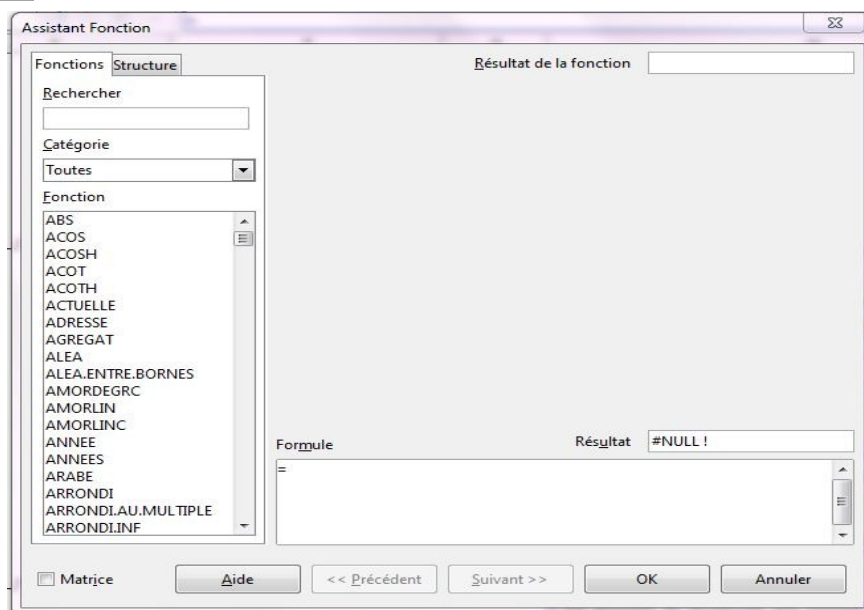 Assistant Fonction
Fonctions Structure
Résultat de la fonction
Rechercher
Catégorie
Toutes
Fonction
ABS
ACOS
ACOSH
ACOT
ACOTH
ACTUELLE
ADRESSE
AGREGAT
ALEA
ALEA.ENTRE.BORNES
AMORDEGRC
AMORLIN
AMORLINC
ANNEE
ANNEES
ARABE
ARRONDI
ARRONDI.AU.MULTIPLE
ARRONDI.INF
Formule
Résultat #NULL !
=
Matrice
Aide
<< Précédent
Suivant >>
OK
Annuler